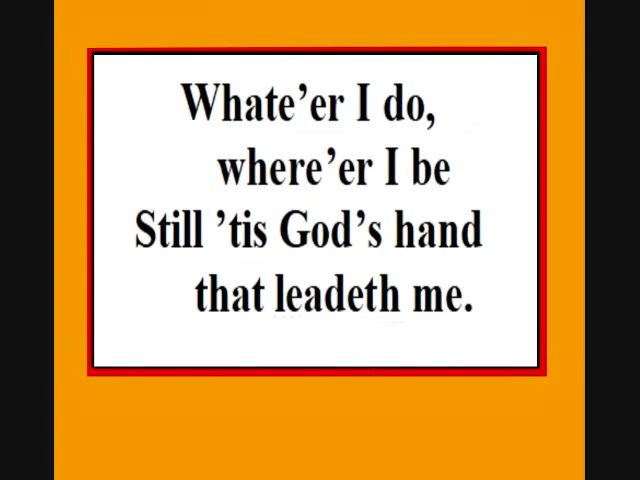 Whate’er I do,
where’er I be
Still ’tis God’s hand
that leadeth me.